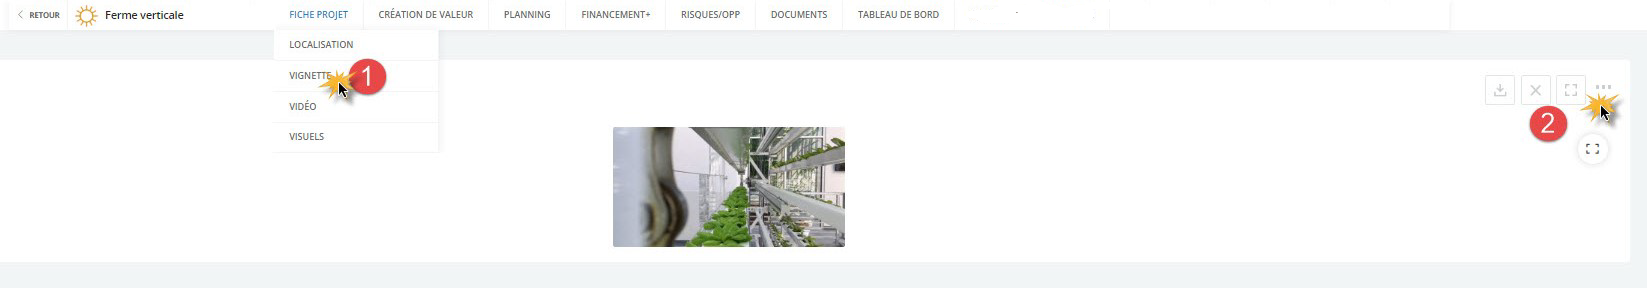 RETOUR Ferme verticale FICHE PROJET CRÉATION DE VALEUR PLANNING FINANCEMENT+ RISQUES/OPP DOCUMENTS TABLEAU DE BORD
LOCALISATION
VIGNETTE 1
VIDÉO
VISUELS
2